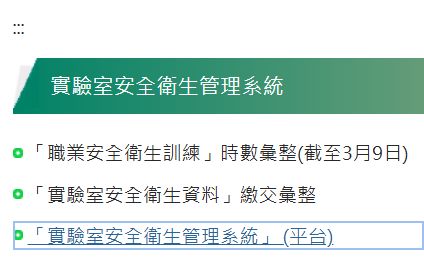 :::
實驗室安全衛生管理系統
「職業安全衛生訓練」時數彙整(截至3月9日)
「實驗室安全衛生資料」繳交彙整
「實驗室安全衛生管理系統」 (平台)